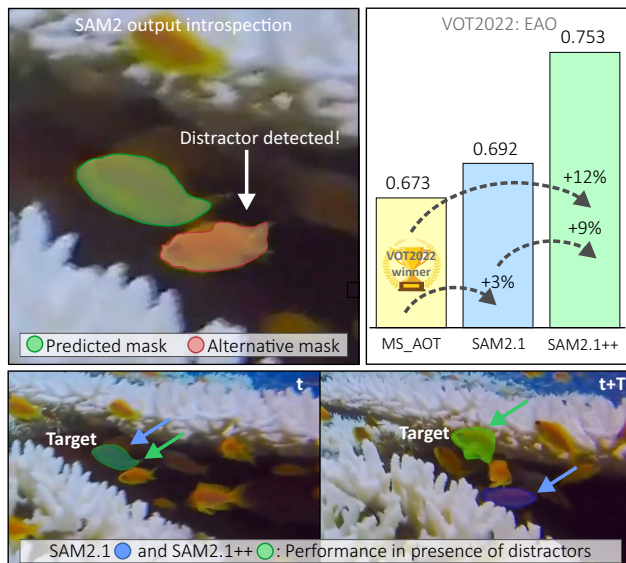 SAM2 output introspection
Distractor detected!
Predicted mask
Alternative mask
VOT2022: EAO
0.753
0.692
0.673
+12%
+9%
+3%
VOT2022
winner
MS_AOT
SAM2.1
SAM2.1++
t
Target
t+T
Target
SAM2.1 and SAM2.1++: Performance in presence of distractors